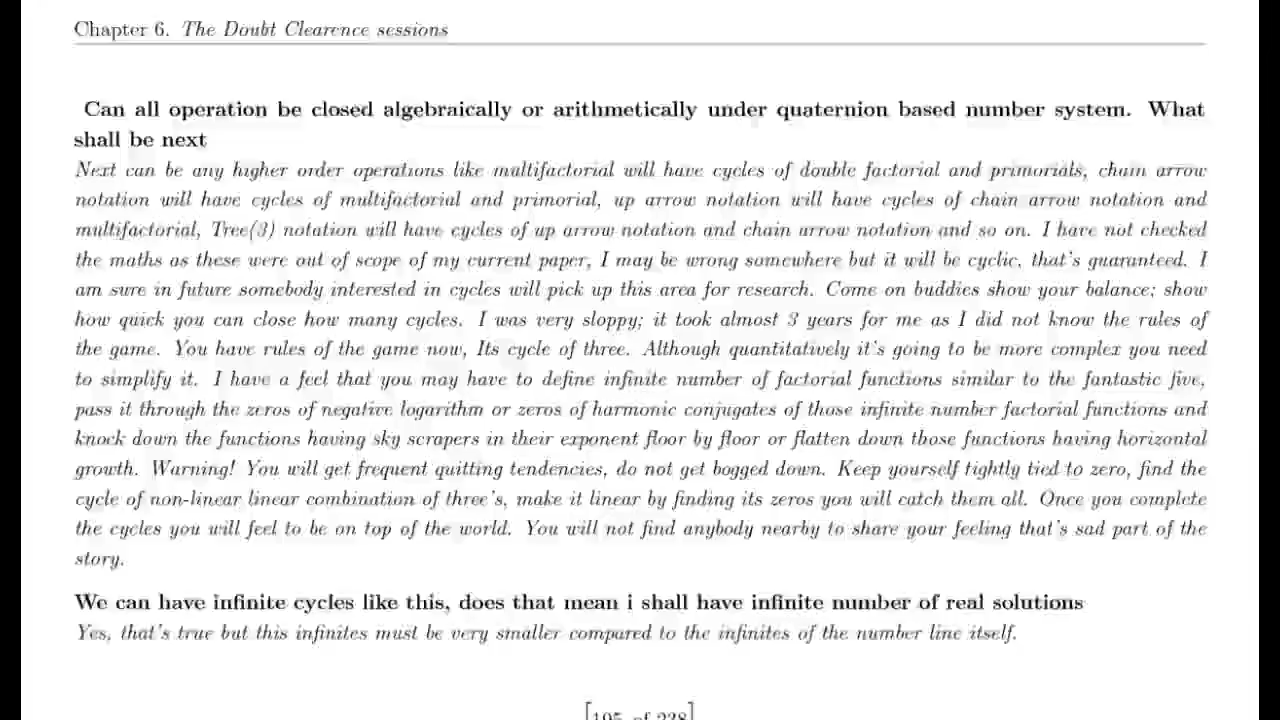 Chapter 6. The Doubt Clearence sessions
Can all operation be closed algebraically or arithmetically under quaternion based number system. What
shall be next
Next can be any higher order operations like multifactorial will have cycles of double factorial and primorials, chain arrow
notation will have cycles of multifactorial and primorial, up arrow notation will have cycles of chain arrow notation and
multifactorial, Tree(3) notation will have cycles of up arrow notation and chain arrow notation and so on. I have not checked
the maths as these were out of scope of my current paper, I may be wrong somewhere but it will be cyclic, that's guaranteed. I
am sure in future somebody interested in cycles will pick up this area for research. Come on buddies show your balance; show
how quick you can close how many cycles. I was very sloppy; it took almost 3 years for me as I did not know the rules of
the game. You have rules of the game now, Its cycle of three. Although quantitatively it's going to be more complex you need
to simplify it. I have a feel that you may have to define infinite number of factorial functions similar to the fantastic five,
pass it through the zeros of negative logarithm or zeros of harmonic conjugates of those infinite number factorial functions and
knock down the functions having sky scrapers in their exponent floor by floor or flatten down those functions having horizontal
growth. Warning! You will get frequent quitting tendencies, do not get bogged down. Keep yourself tightly tied to zero, find the
cycle of non-linear linear combination of three's, make it linear by finding its zeros you will catch them all. Once you complete
the cycles you will feel to be on top of the world. You will not find anybody nearby to share your feeling that's sad part of the
story.
We can have infinite cycles like this, does that mean i shall have infinite number of real solutions
Yes, that's true but this infinites must be very smaller compared to the infinites of the number line itself.
[195 of 238]